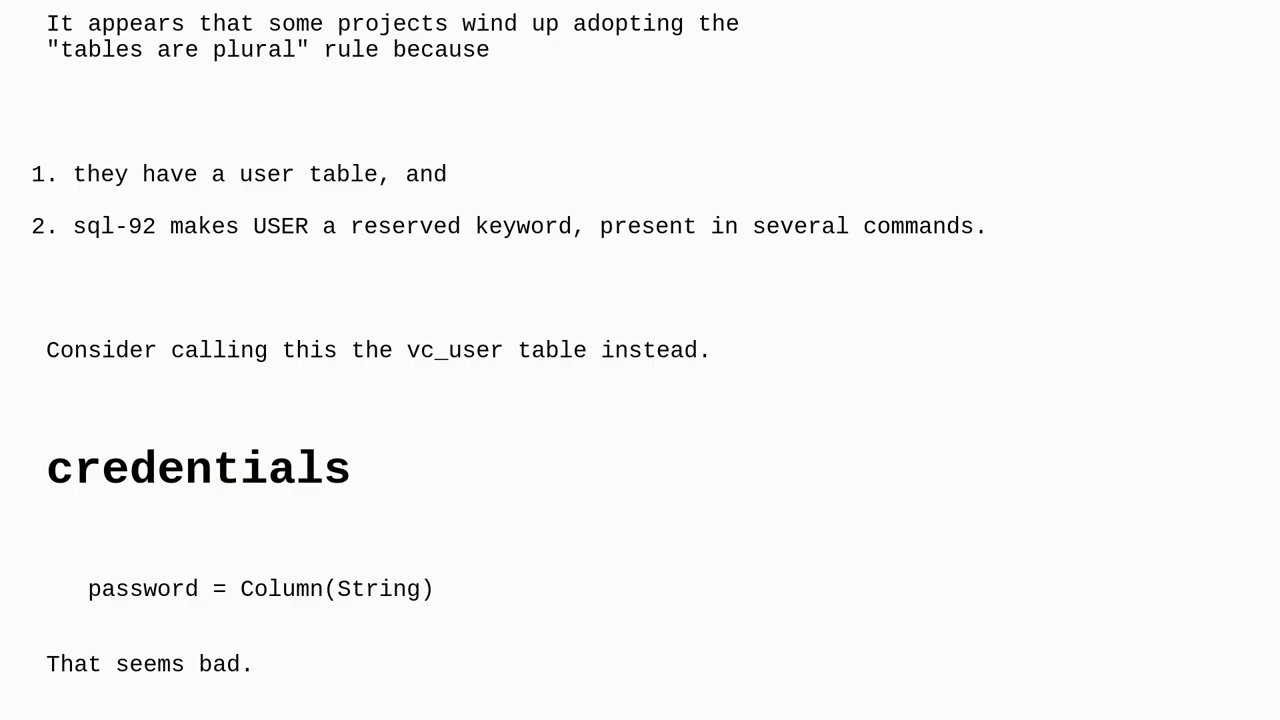 It appears that some projects wind up adopting the
"tables are plural" rule because
1. they have a user table, and
2. sql-92 makes USER a reserved keyword, present in several commands.
Consider calling this the vc_user table instead.
credentials
password = Column(String)
That seems bad.